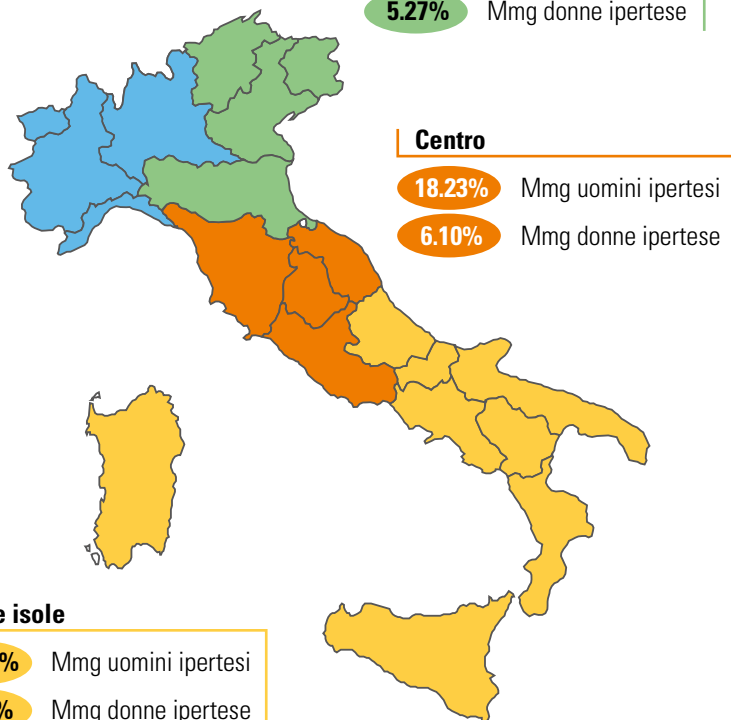 5.27% Mmg donne ipertese
Centro
18.23% Mmg uomini ipertesi
6.10% Mmg donne ipertese
isole
% Mmg uomini ipertesi
% Mmg donne ipertese